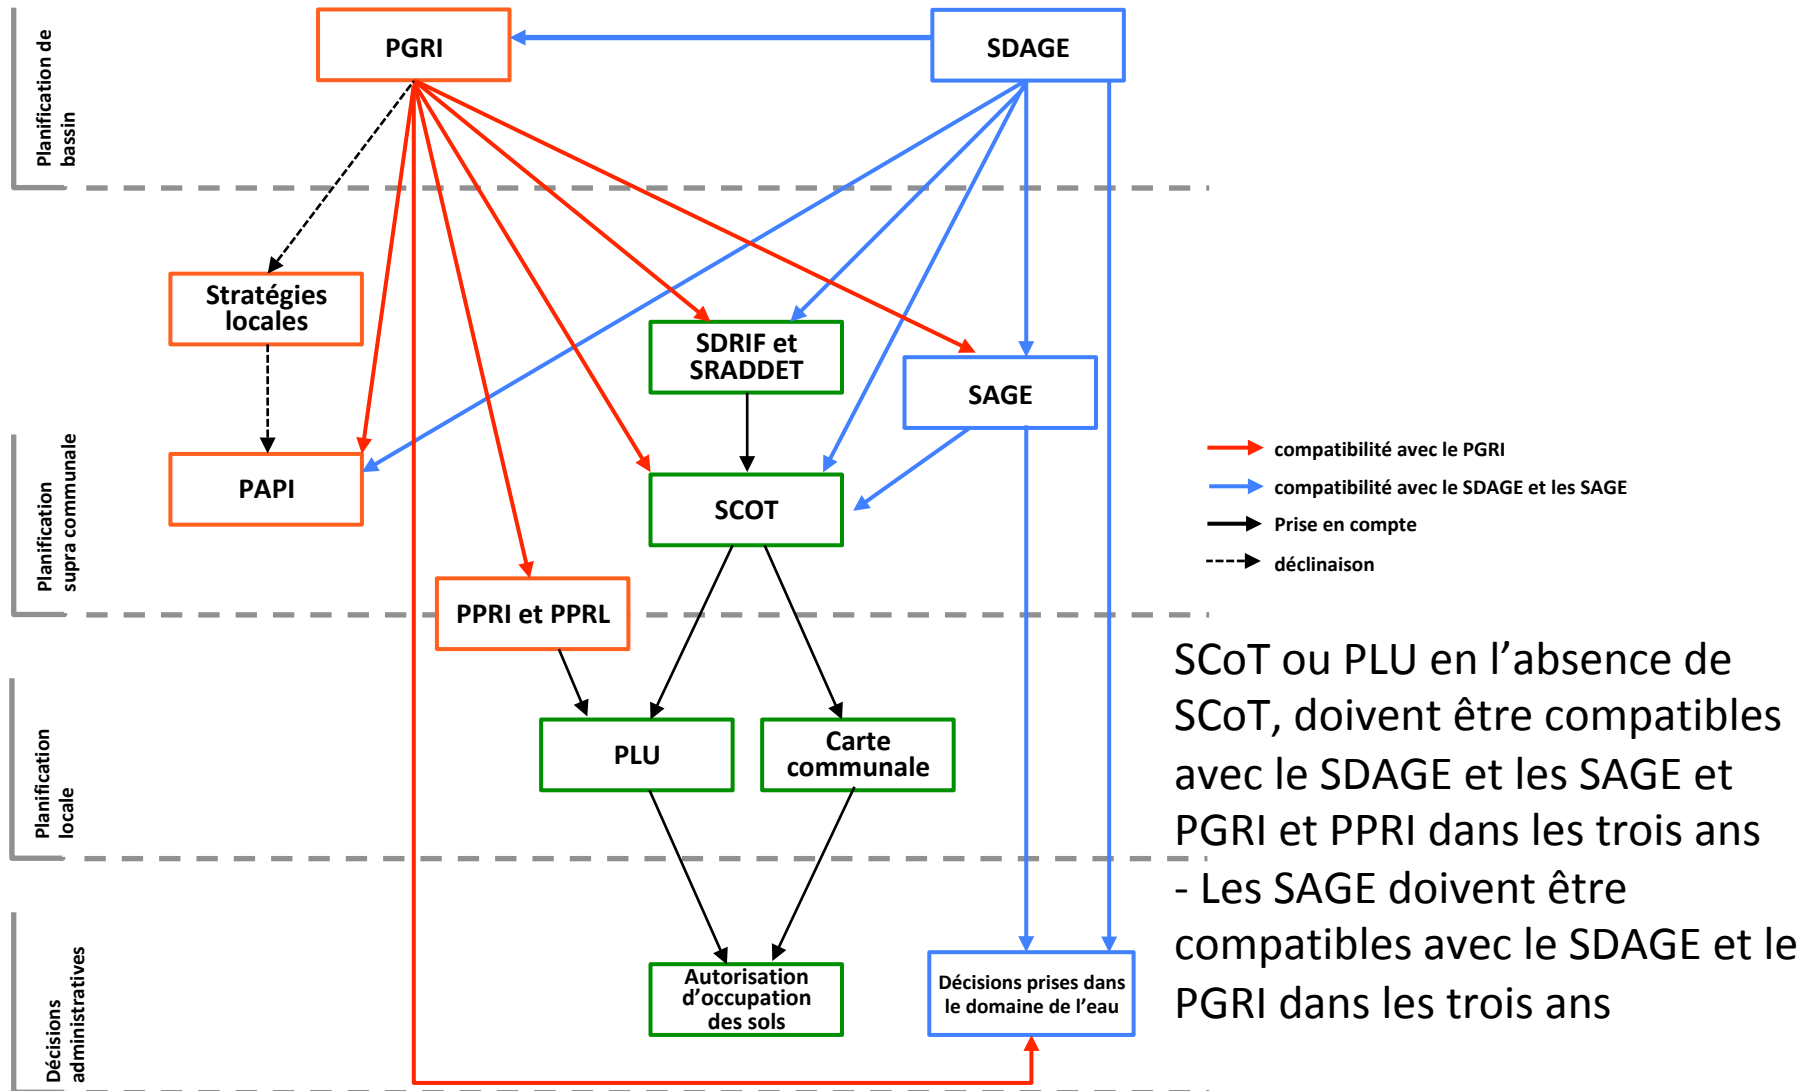 Planification de
bassin
PGRI
SDAGE
Stratégies
locales
SDRIF et
SRADDET
SAGE
Planification
supra communale
PAPI
SCOT
PPRI et PPRL
compatibilité avec le PGRI
compatibilité avec le SDAGE et les SAGE
Prise en compte
déclinaison
Planification
locale
PLU
Carte
communale
Décisions
administratives
Autorisation
d’occupation
des sols
Décisions prises dans
le domaine de l’eau
SCoT ou PLU en l’absence de
SCoT, doivent être compatibles
avec le SDAGE et les SAGE et
PGRI et PPRI dans les trois ans
- Les SAGE doivent être
compatibles avec le SDAGE et le
PGRI dans les trois ans